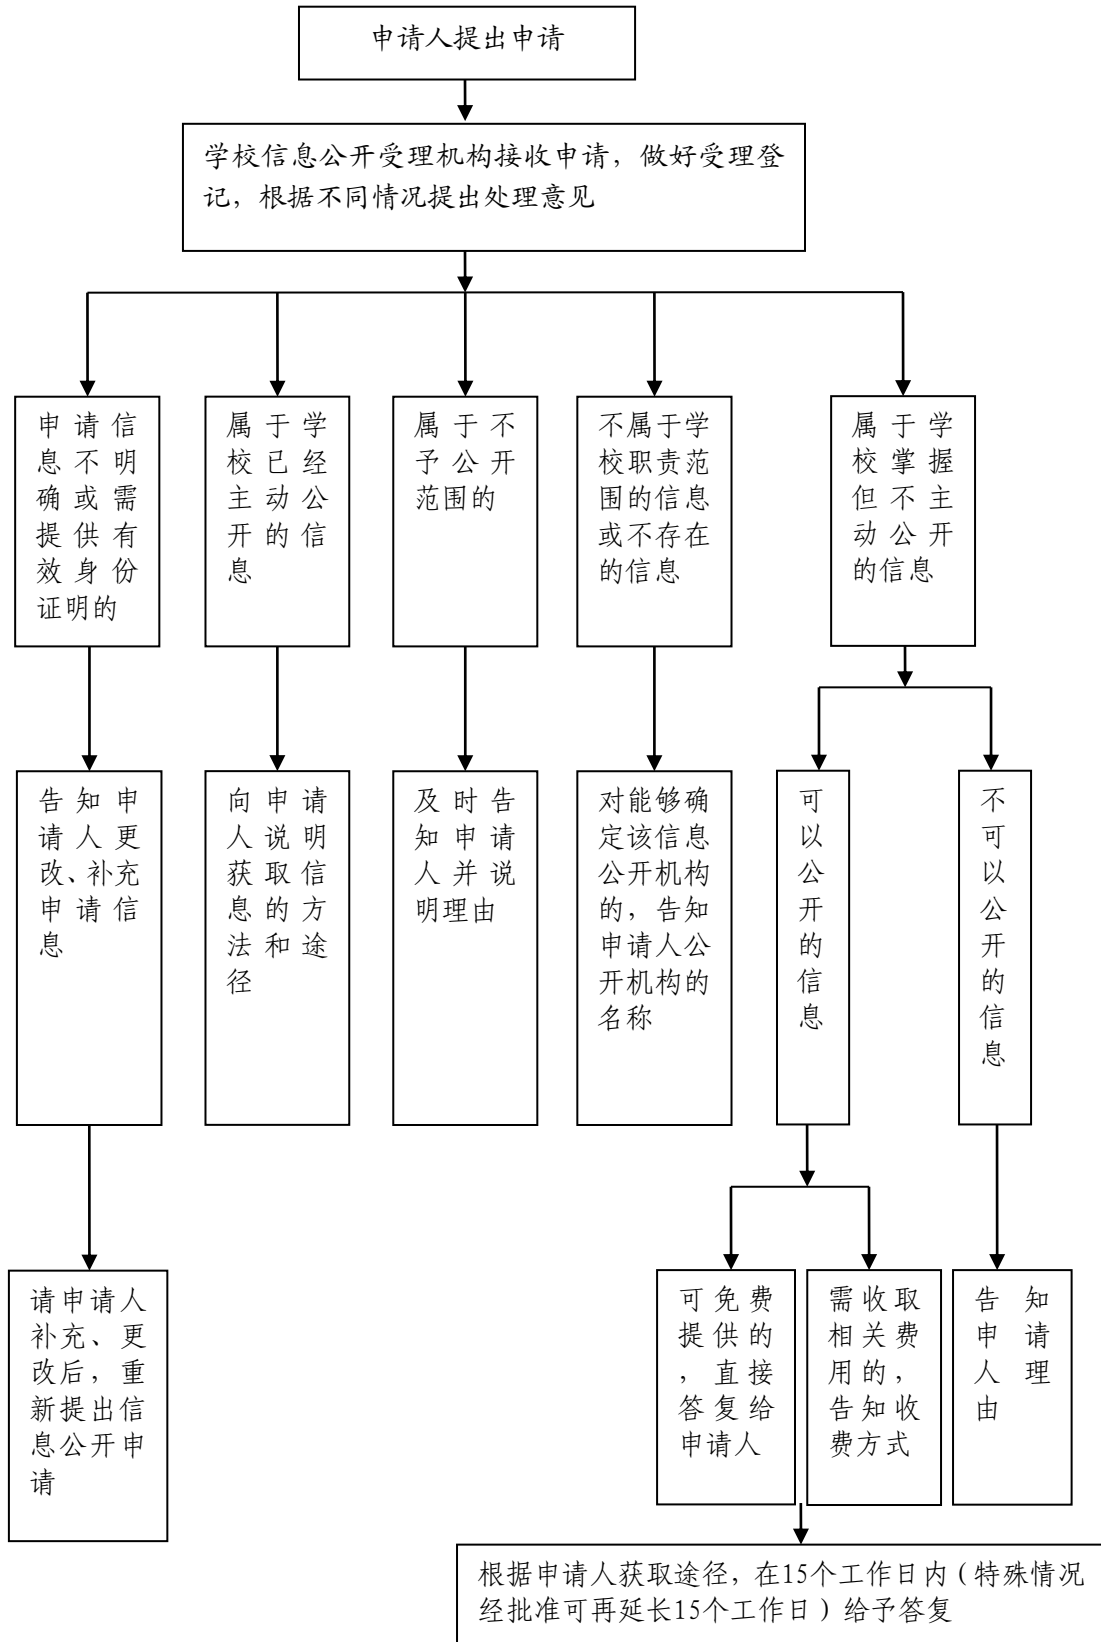 申请人提出申请
学校信息公开受理机构接收申请，做好受理登
记，根据不同情况提出处理意见
申请信
息不明
确或需
提供有
效身份
证明的
属于学
校已经
主动公
开的信
息
属于不
予公开
范围的
不属于学
校职责范
围的信息
或不存在
的信息
属于学
校掌握
但不主
动公开
的信息
告知申
请人更
改、补充
申请信
息
向申请
人说明
获取信
息的方
法和途
径
及时告
知申请
人并说
明理由
对能够确
定该信息
公开机构
的，告知
申请人公
开机构的
名称
可以公开的信息
不可以公开的信息
请申请人
补充、更
改后，重
新提出信
息公开申
请
可免费
提供的
，直接
答复给
申请人
需收取
相关费
用的，
告知收
费方式
告知
申请
人理
由
根据申请人获取途径，在15个工作日内（特殊情况
经批准可再延长15个工作日）给予答复